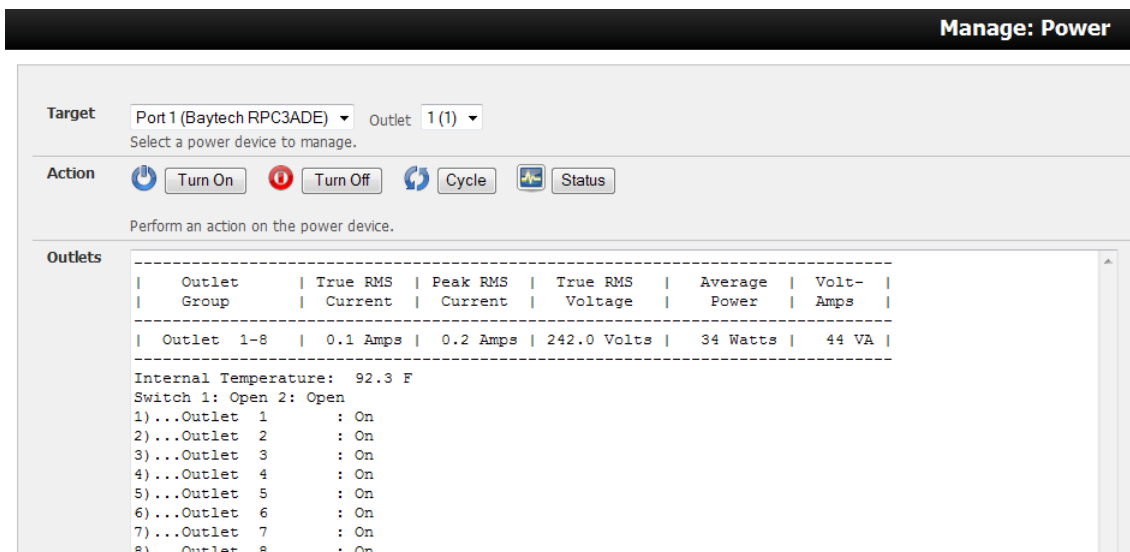 Manage: Power
Target Port 1 (Baytech RPC3ADE) Outlet 1 (1)
Select a power device to manage.
Action Turn On Turn Off Cycle Status
Perform an action on the power device.
Outlets
--------------------------------------------------------------------------------
| Outlet | True RMS | Peak RMS | True RMS | Average | Volt- |
| Group | Current | Current | Voltage | Power | Amps |
--------------------------------------------------------------------------------
| Outlet 1-8 | 0.1 Amps | 0.2 Amps | 242.0 Volts | 34 Watts | 44 VA |
--------------------------------------------------------------------------------
Internal Temperature: 92.3 F
Switch 1: Open 2: Open
1)...Outlet 1 : On
2)...Outlet 2 : On
3)...Outlet 3 : On
4)...Outlet 4 : On
5)...Outlet 5 : On
6)...Outlet 6 : On
7)...Outlet 7 : On
8)...Outlet 8 : On